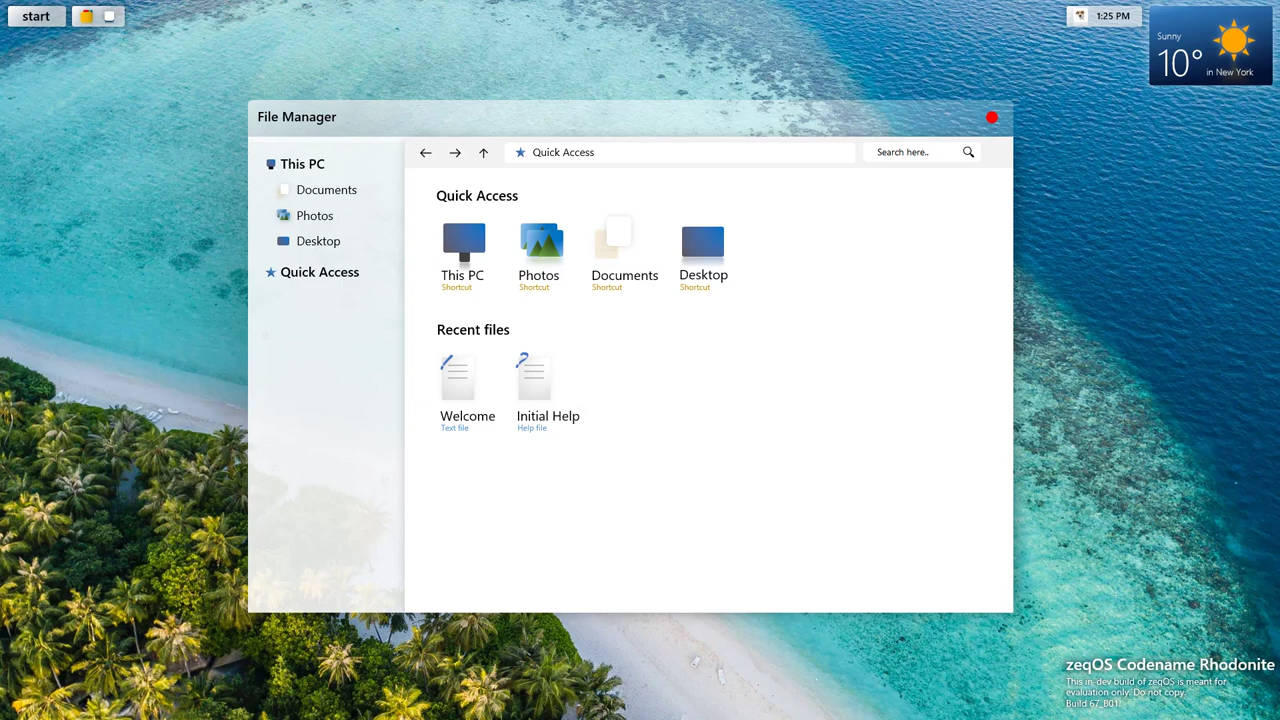 start
1:25 PM
Sunny
10°
in New York
File Manager
This PC
Documents
Photos
Desktop
Quick Access
Quick Access
Search here..
Quick Access
This PC
Shortcut
Photos
Shortcut
Documents
Shortcut
Desktop
Shortcut
Recent files
Welcome
Text file
Initial Help
Help file
zeqOS Codename Rhodonite
This in-dev build of zeqOS is meant for
evaluation only. Do not copy.
Build 67_B01.